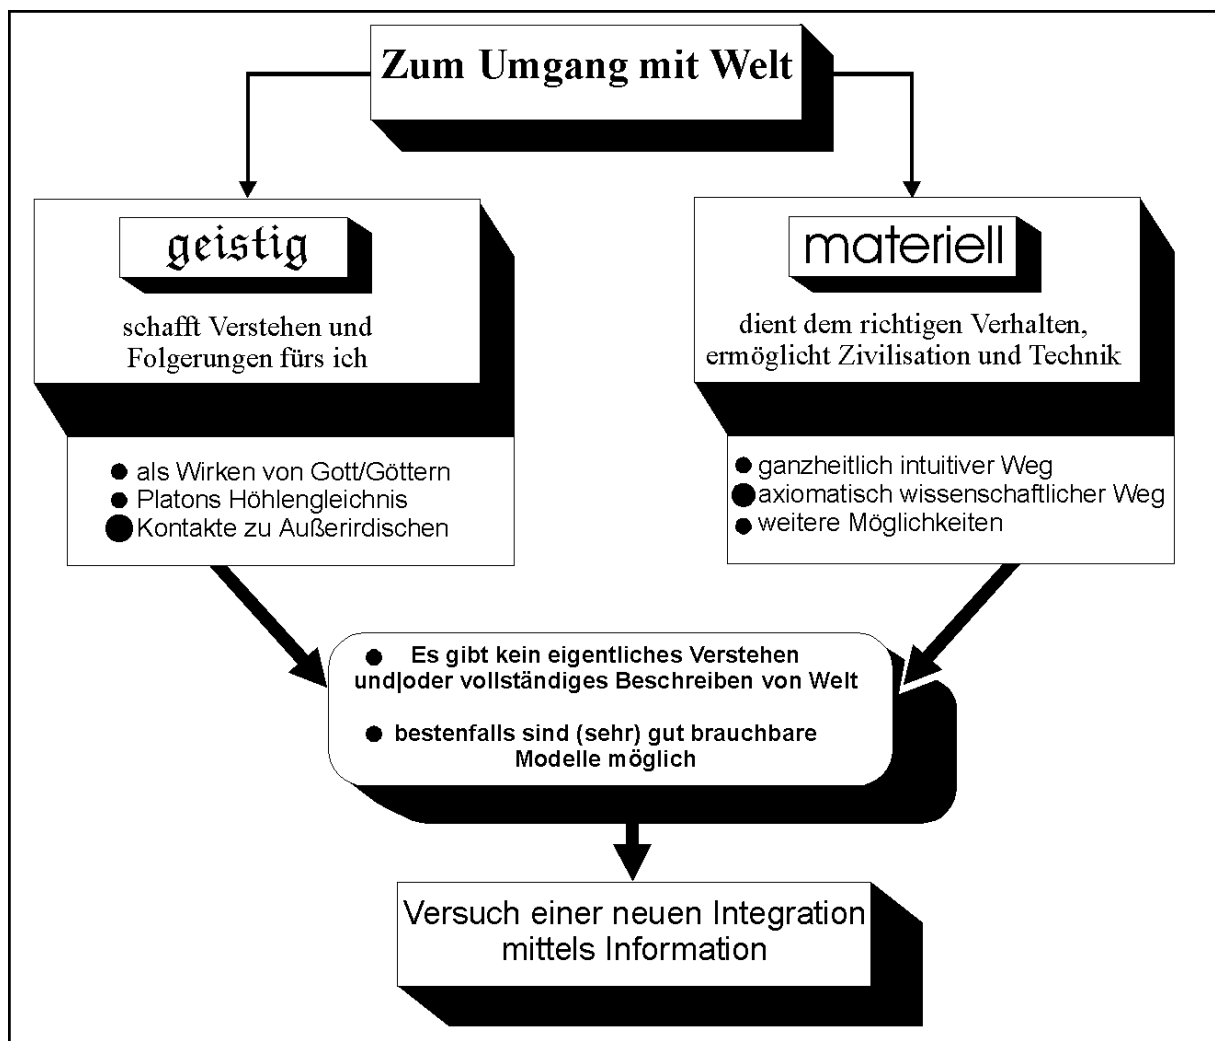 Zum Umgang mit Welt
geistig
schafft Verstehen und
Folgerungen fürs ich
● als Wirken von Gott/Göttern
● Platons Höhlengleichnis
● Kontakte zu Außerirdischen
materiell
dient dem richtigen Verhalten,
ermöglicht Zivilisation und Technik
● ganzheitlich intuitiver Weg
● axiomatisch wissenschaftlicher Weg
● weitere Möglichkeiten
● Es gibt kein eigentliches Verstehen
und|oder vollständiges Beschreiben von Welt
● bestenfalls sind (sehr) gut brauchbare
Modelle möglich
Versuch einer neuen Integration
mittels Information